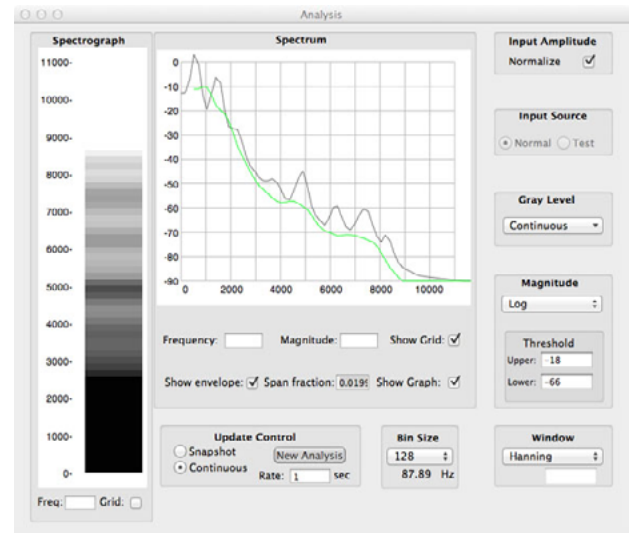 Analysis
Spectrograph
11000-
10000-
9000-
8000-
7000-
6000-
5000-
4000-
3000-
2000-
1000-
0-
Freq: Grid:
Spectrum
0
-10
-20
-30
-40
-50
-60
-70
-80
-90
0 2000 4000 6000 8000 10000
Frequency: Magnitude: Show Grid:
Show envelope: Span fraction: 0.0199 Show Graph:
Update Control
Snapshot New Analysis
Continuous
Rate: 1 sec
Bin Size
128
87.89 Hz
Input Amplitude
Normalize
Input Source
Normal Test
Gray Level
Continuous
Magnitude
Log
Threshold
Upper: -18
Lower: -66
Window
Hanning